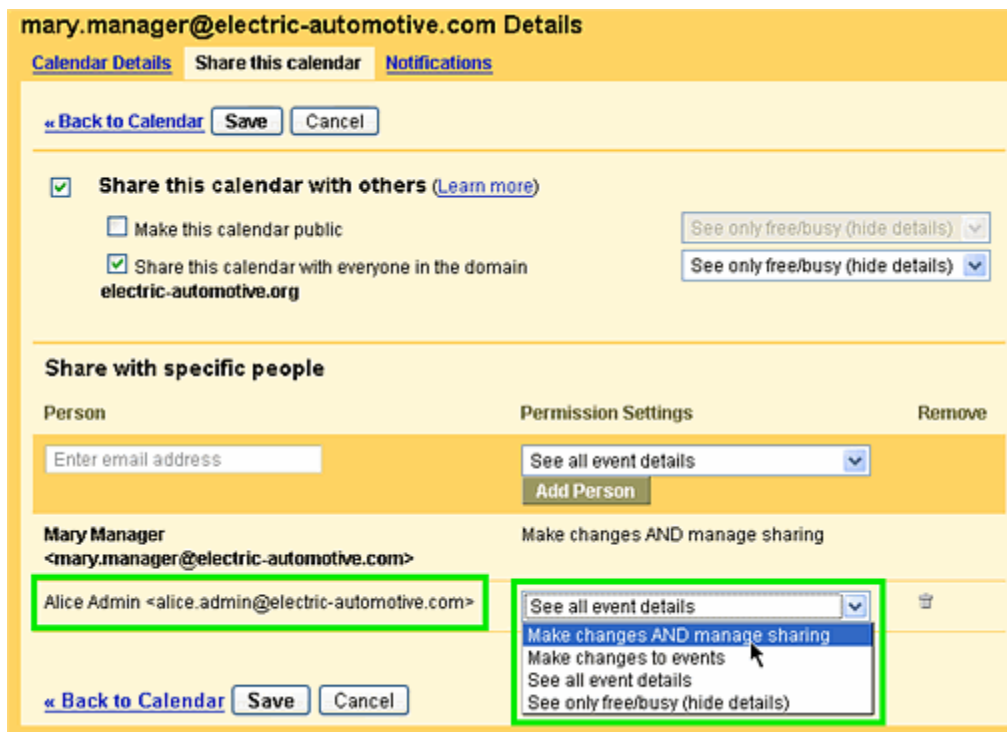 mary.manager@electric-automotive.com Details
Calendar Details Share this calendar Notifications
« Back to Calendar Save Cancel
Share this calendar with others (Learn more)
Make this calendar public See only free/busy (hide details)
Share this calendar with everyone in the domain See only free/busy (hide details)
electric-automotive.org
Share with specific people
Person Permission Settings Remove
Enter email address See all event details
Add Person
Mary Manager Make changes AND manage sharing
<mary.manager@electric-automotive.com>
Alice Admin <alice.admin@electric-automotive.com> See all event details
Make changes AND manage sharing
Make changes to events
See all event details
See only free/busy (hide details)
« Back to Calendar Save Cancel